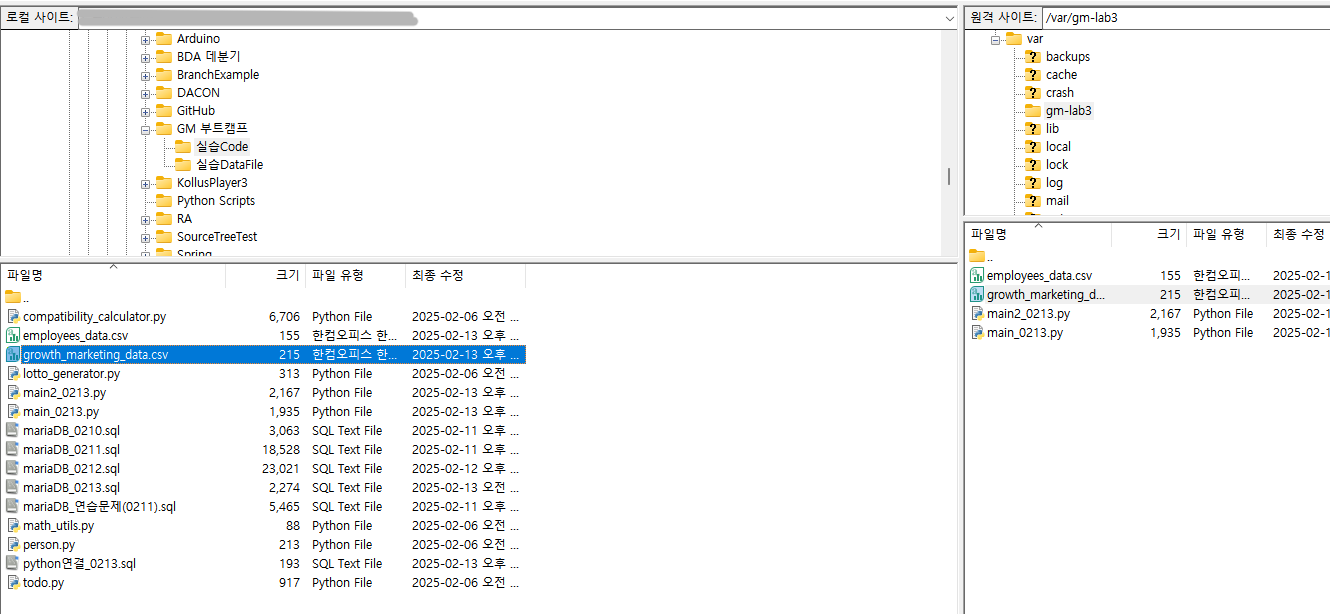 로컬 사이트:
Arduino
BDA 데분기
BranchExample
DACON
GitHub
GM 부트캠프
실습Code
실습DataFile
KollusPlayer3
Python Scripts
RA
SourceTreeTest
Spring
파일명 크기 파일 유형 최종 수정
..
compatibility_calculator.py 6,706 Python File 2025-02-06 오전 ...
employees_data.csv 155 한컴오피스 한... 2025-02-13 오후 ...
growth_marketing_data.csv 215 한컴오피스 한... 2025-02-13 오후 ...
lotto_generator.py 313 Python File 2025-02-06 오전 ...
main2_0213.py 2,167 Python File 2025-02-13 오후 ...
main_0213.py 1,935 Python File 2025-02-13 오후 ...
mariaDB_0210.sql 3,063 SQL Text File 2025-02-11 오후 ...
mariaDB_0211.sql 18,528 SQL Text File 2025-02-11 오후 ...
mariaDB_0212.sql 23,021 SQL Text File 2025-02-12 오후 ...
mariaDB_0213.sql 2,274 SQL Text File 2025-02-13 오전 ...
mariaDB_연습문제(0211).sql 5,465 SQL Text File 2025-02-11 오후 ...
math_utils.py 88 Python File 2025-02-06 오전 ...
person.py 213 Python File 2025-02-06 오전 ...
python연결_0213.sql 193 SQL Text File 2025-02-13 오후 ...
todo.py 917 Python File 2025-02-06 오전 ...
원격 사이트: /var/gm-lab3
var
backups
cache
crash
gm-lab3
lib
local
lock
log
mail
파일명 크기 파일 유형 최종 수정
..
employees_data.csv 155 한컴오피... 2025-02-1
growth_marketing_d... 215 한컴오피... 2025-02-1
main2_0213.py 2,167 Python File 2025-02-1
main_0213.py 1,935 Python File 2025-02-1